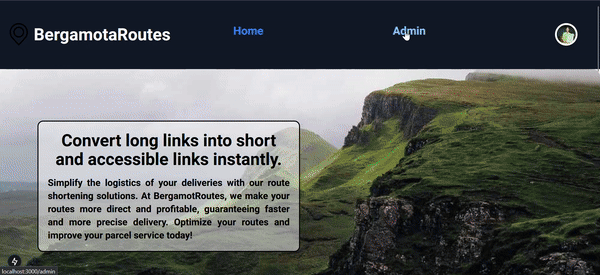 BergamotaRoutes
Home
Admin
Convert long links into short
and accessible links instantly.
Simplify the logistics of your deliveries with our route
shortening solutions. At BergamotRoutes, we make your
routes more direct and profitable, guaranteeing faster
and more precise delivery. Optimize your routes and
improve your parcel service today!
localhost:3000/admin